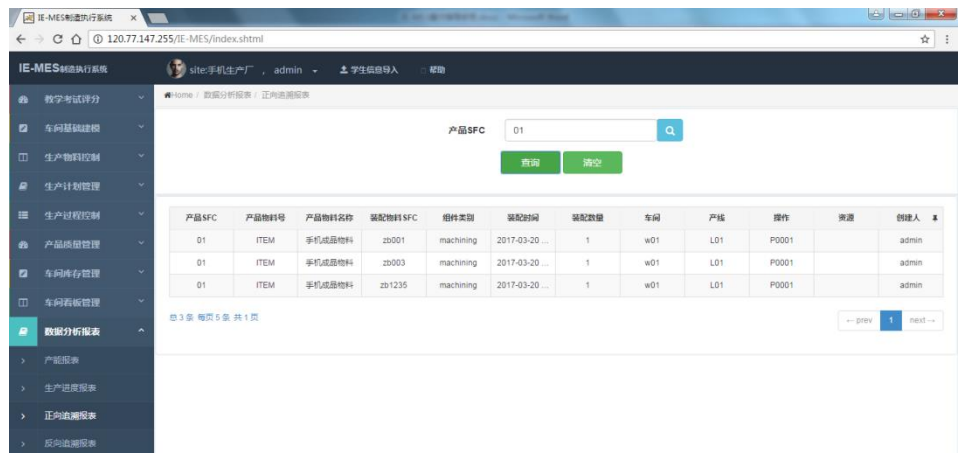 IE-MES制造执行系统
120.77.147.255/IE-MES/index.shtml
IE-MES制造执行系统 site:手机生产厂 , admin 学生信息导入 帮助
Home / 数据分析报表 / 正向追溯报表
教学考试评分
车间基础建模
生产物料控制
生产计划管理
生产过程控制
产品质量管理
车间库存管理
车间看板管理
数据分析报表
产能报表
生产进度报表
正向追溯报表
反向追溯报表
产品SFC 01
查询 清空
产品SFC 产品物料号 产品物料名称 装配物料SFC 组件类别 装配时间 装配数量 车间 产线 操作 资源 创建人
01 ITEM 手机成品物料 zb001 machining 2017-03-20 ... 1 w01 L01 P0001 admin
01 ITEM 手机成品物料 zb003 machining 2017-03-20 ... 1 w01 L01 P0001 admin
01 ITEM 手机成品物料 zb1235 machining 2017-03-20 ... 1 w01 L01 P0001 admin
总3条 每页5条 共1页
← prev 1 next →